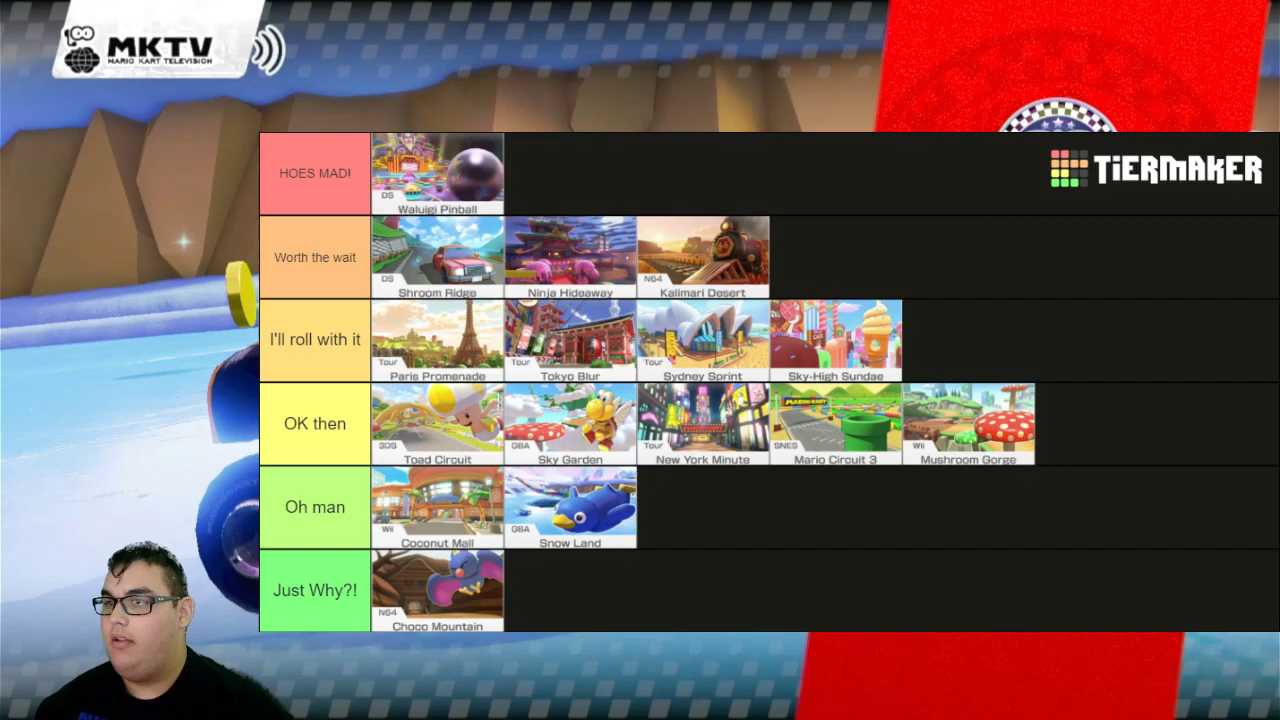 MKTV
MARIO KART TELEVISION
TiERMAKER
HOES MAD!
DS
Waluigi Pinball
Worth the wait
DS
Shroom Ridge
Ninja Hideaway
N64
Kalimari Desert
I'll roll with it
Tour
Paris Promenade
Tour
Tokyo Blur
Tour
Sydney Sprint
Sky-High Sundae
OK then
3DS
Toad Circuit
GBA
Sky Garden
Tour
New York Minute
MARIO KART
SNES
Mario Circuit 3
Wii
Mushroom Gorge
Oh man
Wii
Coconut Mall
GBA
Snow Land
Just Why?!
N64
Choco Mountain